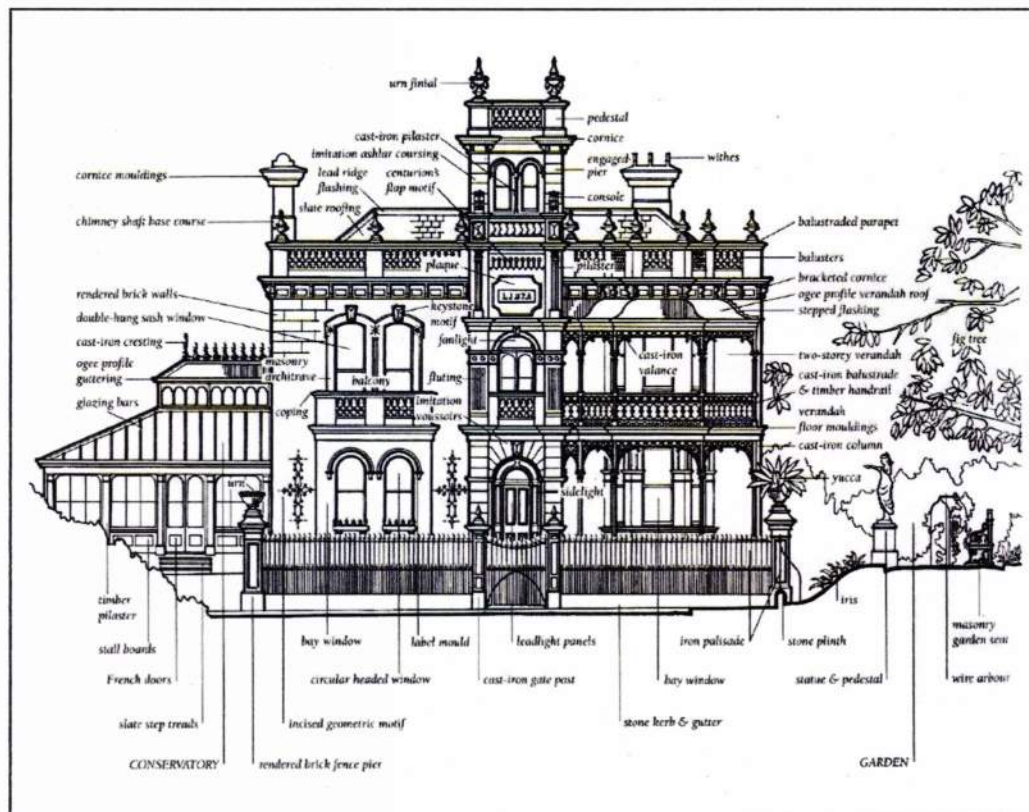 urn finial
pedestal
cast-iron pilaster
cornice
imitation ashlar coursing
engaged
pier
withes
lead ridge
flashing
centurion's
flap motif
cornice mouldings
console
slate roofing
chimney shaft base course
balustraded parapet
plaque
pilaster
balusters
bracketed cornice
rendered brick walls
keystone
motif
ogee profile verandah roof
stepped flashing
double-hung sash window
fanlight
cast-iron cresting
cast-iron
valance
two-storey verandah
fig tree
ogee profile
guttering
masonry
architrave
balcony
fluting
cast-iron balustrade
& timber handrail
glazing bars
coping
imitation
voussoirs
verandah
floor mouldings
cast-iron column
urn
sidelight
yucca
timber
pilaster
iris
stall boards
bay window
label mould
leadlight panels
iron palisade
stone plinth
masonry
garden seat
French doors
circular headed window
cast-iron gate post
bay window
statue & pedestal
wire arbour
slate step treads
incised geometric motif
stone kerb & gutter
CONSERVATORY
rendered brick fence pier
GARDEN